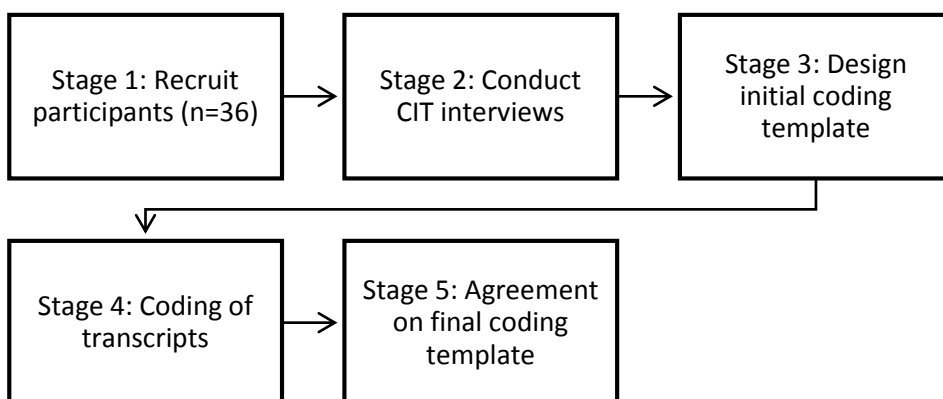 Stage 1: Recruit
participants (n=36)
Stage 2: Conduct
CIT interviews
Stage 3: Design
initial coding
template
Stage 4: Coding of
transcripts
Stage 5: Agreement
on final coding
template